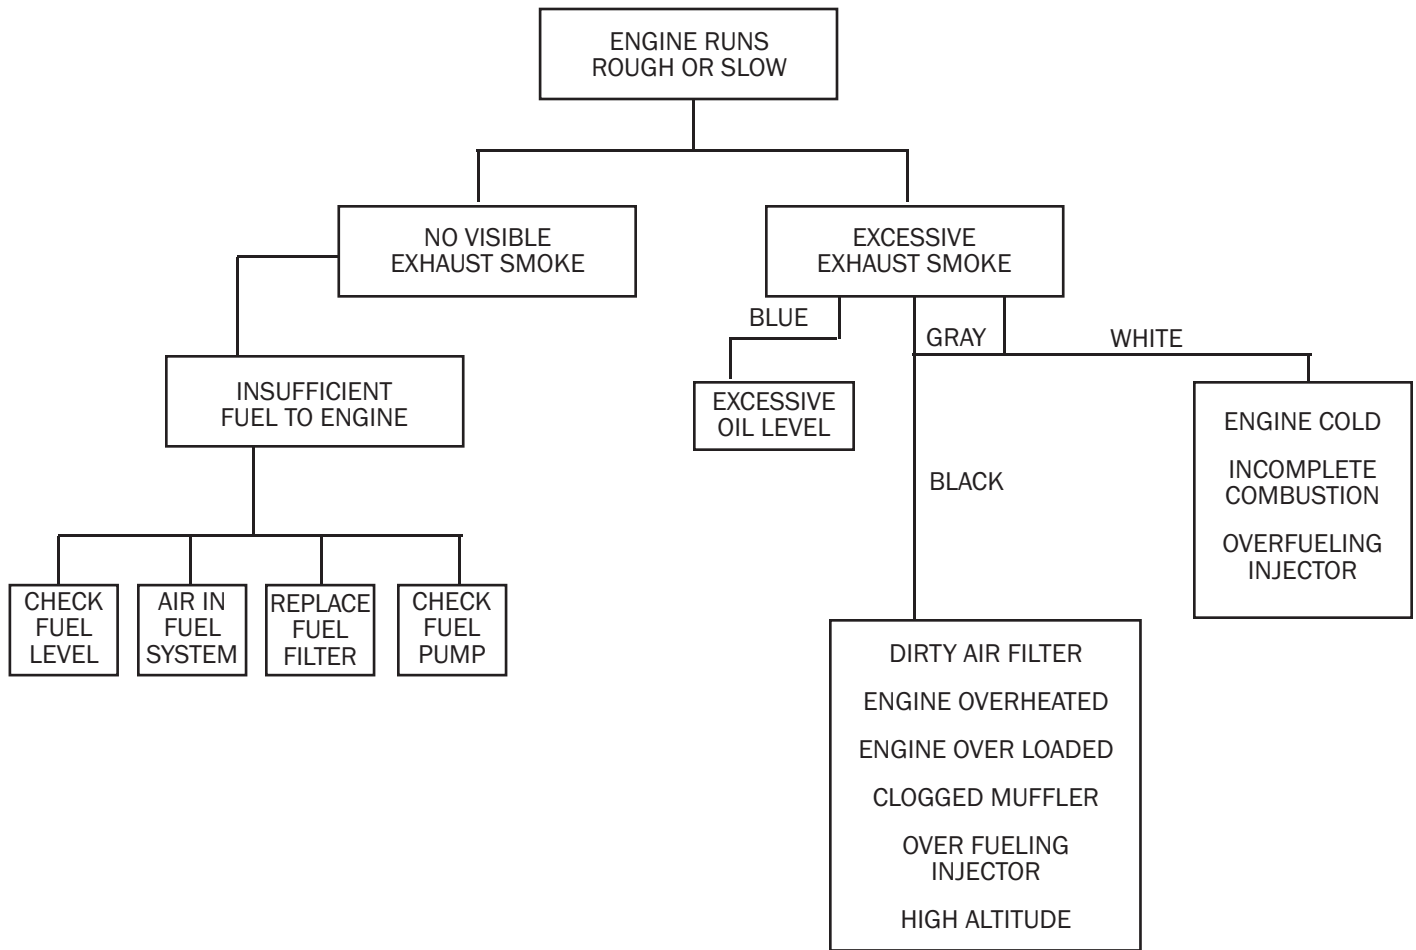 ENGINE RUNS
ROUGH OR SLOW
NO VISIBLE
EXHAUST SMOKE
EXCESSIVE
EXHAUST SMOKE
BLUE
GRAY
WHITE
INSUFFICIENT
FUEL TO ENGINE
EXCESSIVE
OIL LEVEL
ENGINE COLD
INCOMPLETE
COMBUSTION
OVERFUELING
INJECTOR
BLACK
CHECK
FUEL
LEVEL
AIR IN
FUEL
SYSTEM
REPLACE
FUEL
FILTER
CHECK
FUEL
PUMP
DIRTY AIR FILTER
ENGINE OVERHEATED
ENGINE OVER LOADED
CLOGGED MUFFLER
OVER FUELING
INJECTOR
HIGH ALTITUDE